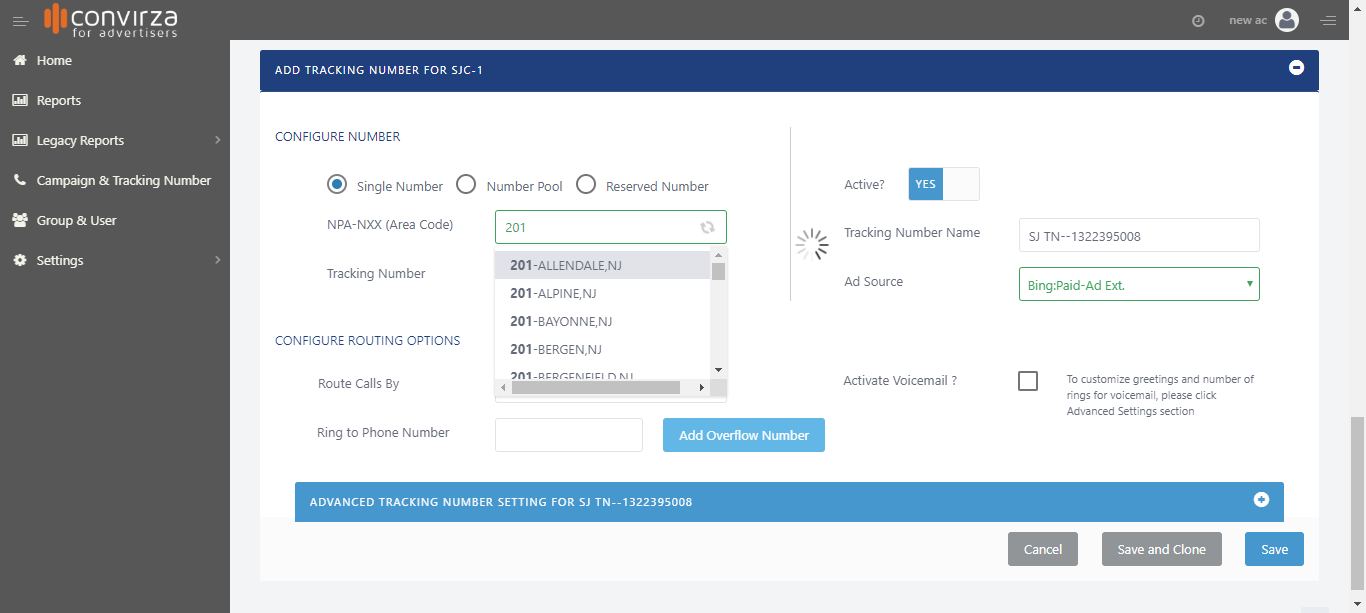 convirza
for advertisers
new ac
Home
Reports
Legacy Reports
Campaign & Tracking Number
Group & User
Settings
ADD TRACKING NUMBER FOR SJC-1
CONFIGURE NUMBER
Single Number
Number Pool
Reserved Number
NPA-NXX (Area Code)
201
201-ALLENDALE,NJ
201-ALPINE,NJ
201-BAYONNE,NJ
201-BERGEN,NJ
201-BERGENFIELD,NJ
Tracking Number
Active?
YES
Tracking Number Name
SJ TN--1322395008
Ad Source
Bing:Paid-Ad Ext.
CONFIGURE ROUTING OPTIONS
Route Calls By
Ring to Phone Number
Add Overflow Number
Activate Voicemail ?
To customize greetings and number of
rings for voicemail, please click
Advanced Settings section
ADVANCED TRACKING NUMBER SETTING FOR SJ TN--1322395008
Cancel
Save and Clone
Save